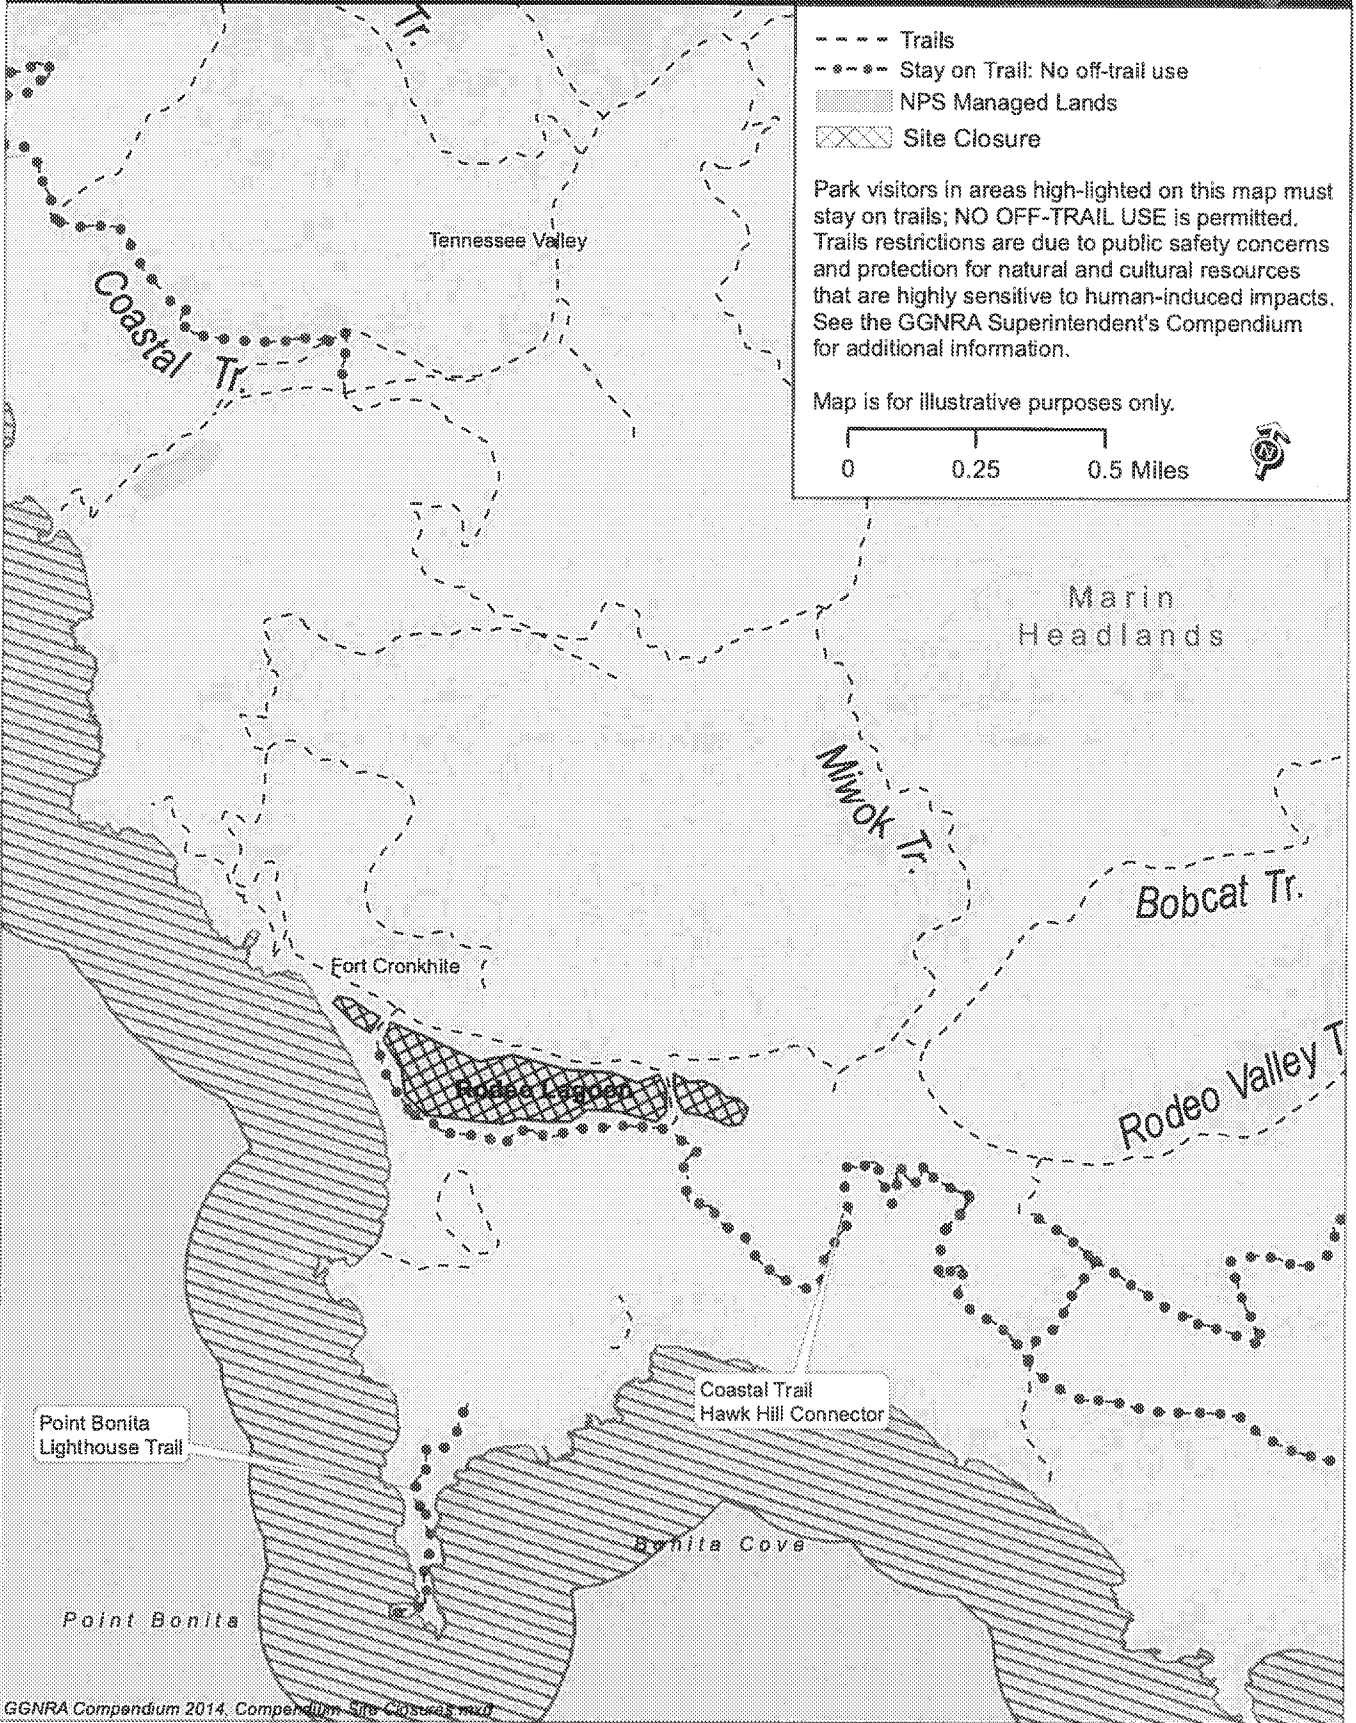 Tr.
Trails
Stay on Trail: No off-trail use
NPS Managed Lands
Site Closure
Park visitors in areas high-lighted on this map must
stay on trails; NO OFF-TRAIL USE is permitted.
Trails restrictions are due to public safety concerns
and protection for natural and cultural resources
that are highly sensitive to human-induced impacts.
See the GGNRA Superintendent's Compendium
for additional information.
Map is for illustrative purposes only.
0 0.25 0.5 Miles
N
Tennessee Valley
Coastal Tr.
Marin
Headlands
Miwok Tr.
Bobcat Tr.
Fort Cronkhite
Rodeo Valley T
Rodeo Lagoon
Coastal Trail
Hawk Hill Connector
Point Bonita
Lighthouse Trail
Bonita Cove
Point Bonita
GGNRA Compendium 2014, Compendium Site Closures.mxd